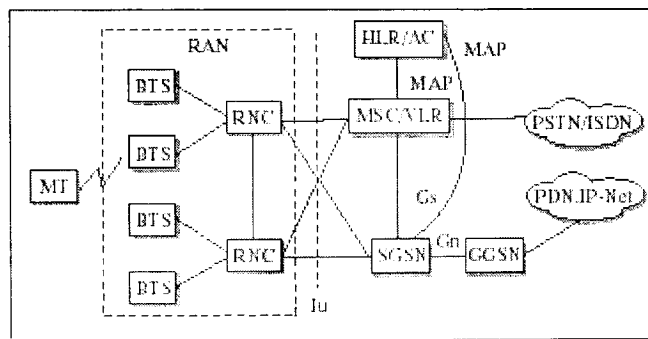 RAN
HLR/AC
MAP
MAP
BTS
RNC
MSC/VLR
PSTN/ISDN
BTS
MT
PDN.IP-Net
BTS
Gs
RNC
SGSN
Gn
GGSN
BTS
Iu